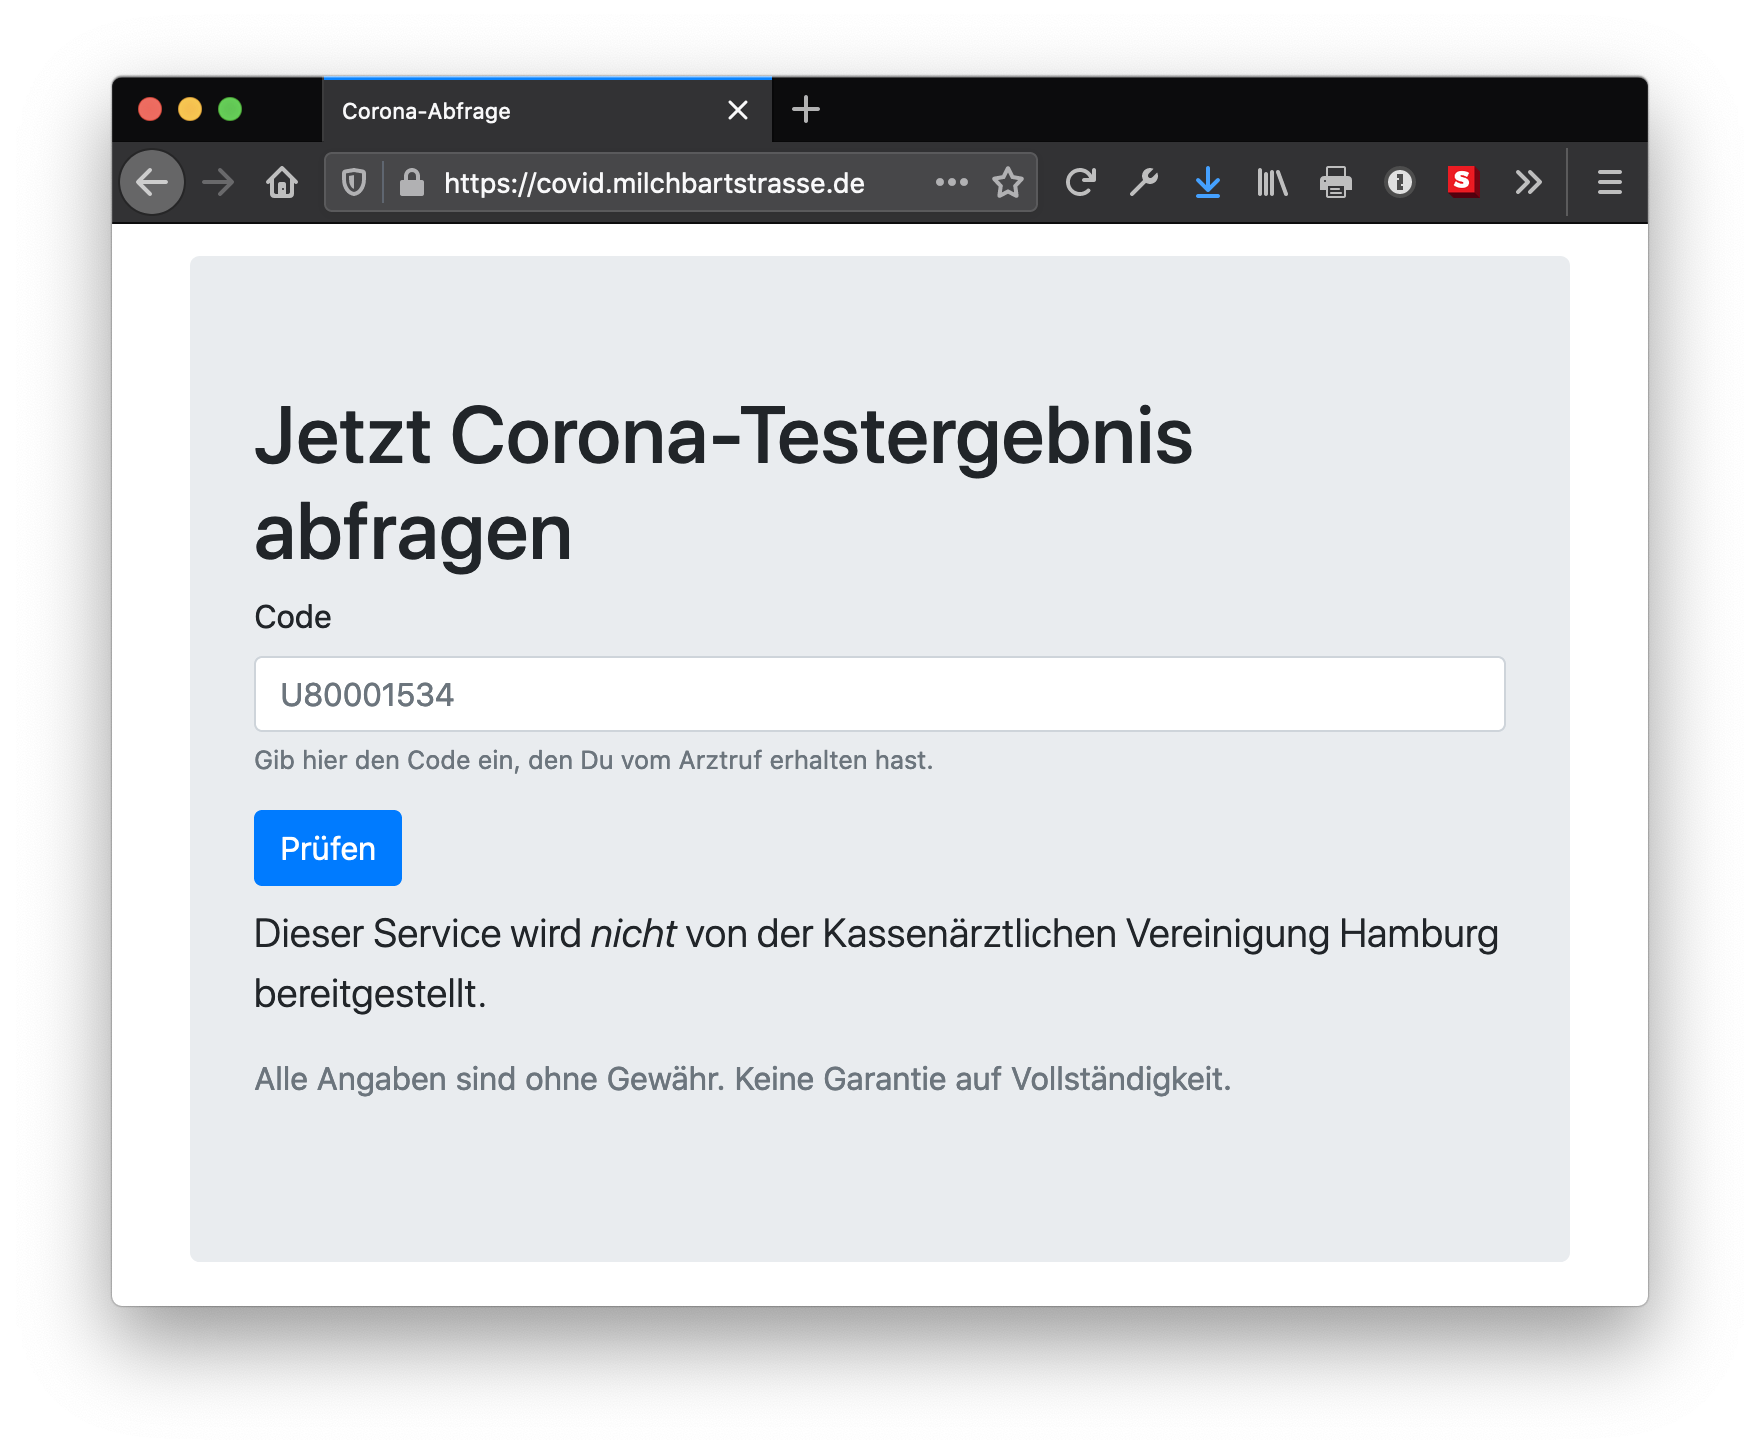 Corona-Abfrage
https://covid.milchbartstrasse.de
S
Jetzt Corona-Testergebnis
abfragen
Code
U80001534
Gib hier den Code ein, den Du vom Arztruf erhalten hast.
Prüfen
Dieser Service wird nicht von der Kassenärztlichen Vereinigung Hamburg
bereitgestellt.
Alle Angaben sind ohne Gewähr. Keine Garantie auf Vollständigkeit.